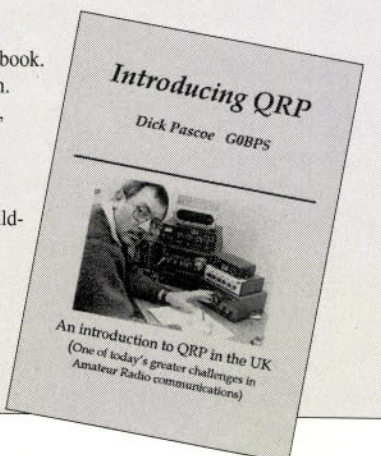 book.
n.
,
ld-
Introducing QRP
Dick Pascoe G0BPS
An introduction to QRP in the UK
(One of today's greater challenges in
Amateur Radio communications)